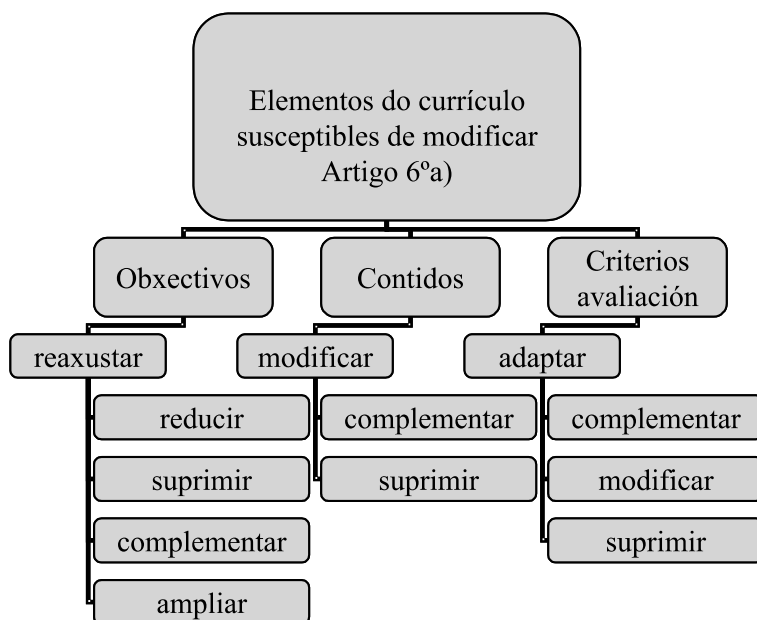 Elementos do currículo
susceptibles de modificar
Artigo 6ºa)
Obxectivos
Contidos
Criterios
avaliación
reaxustar
modificar
adaptar
reducir
complementar
complementar
suprimir
suprimir
modificar
complementar
suprimir
ampliar